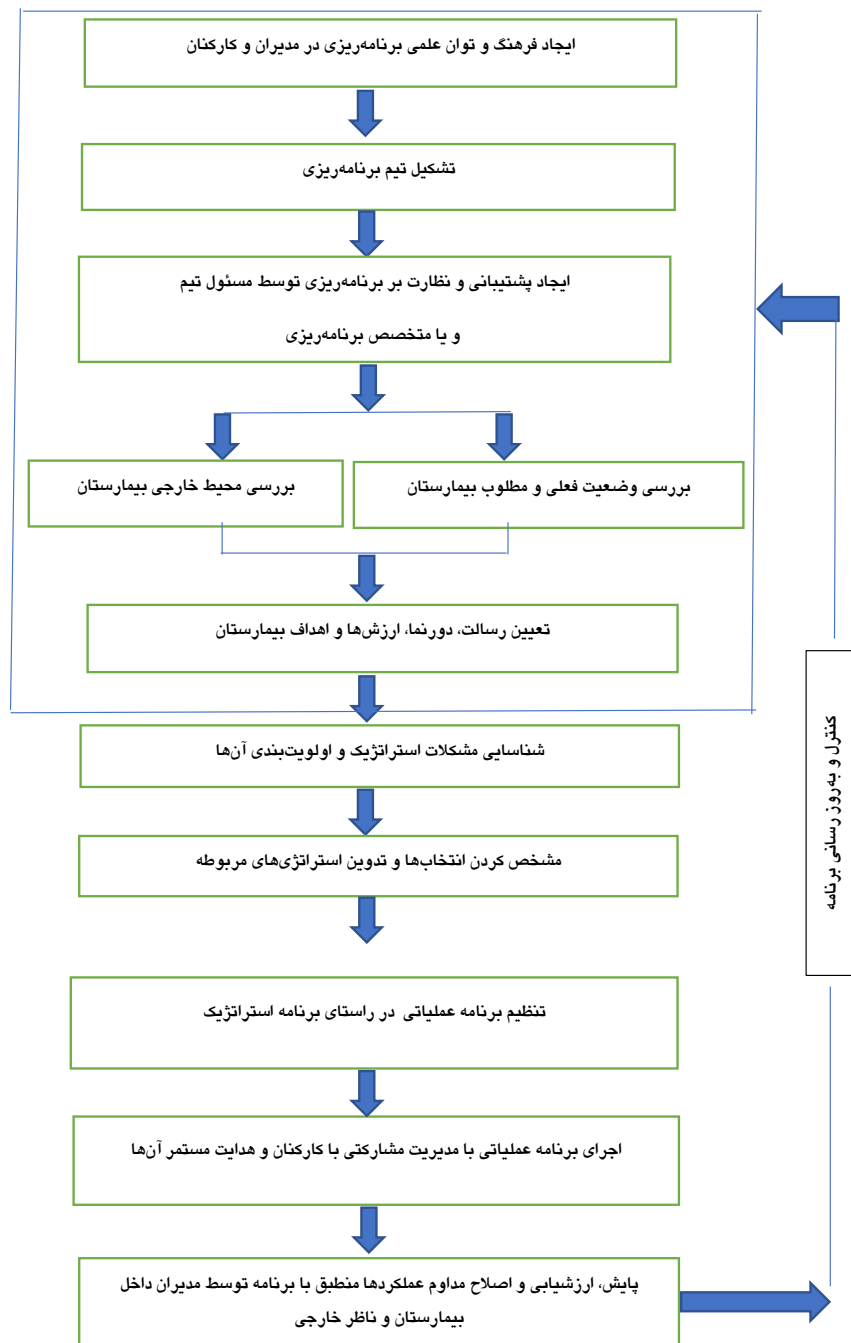 ایجاد فرهنگ و توان علمی برنامه‌ریزی در مدیران و کارکنان
تشکیل تیم برنامه‌ریزی
ایجاد پشتیبانی و نظارت بر برنامه‌ریزی توسط مسئول تیم
و یا متخصص برنامه‌ریزی
بررسی وضعیت فعلی و مطلوب بیمارستان
بررسی محیط خارجی بیمارستان
تعیین رسالت، دورنما، ارزش‌ها و اهداف بیمارستان
شناسایی مشکلات استراتژیک و اولویت‌بندی آن‌ها
مشخص کردن انتخاب‌ها و تدوین استراتژی‌های مربوطه
تنظیم برنامه عملیاتی در راستای برنامه استراتژیک
اجرای برنامه عملیاتی با مدیریت مشارکتی با کارکنان و هدایت مستمر آن‌ها
پایش، ارزشیابی و اصلاح مداوم عملکردها منطبق با برنامه توسط مدیران داخل
بیمارستان و ناظر خارجی
کنترل و به‌روز رسانی برنامه